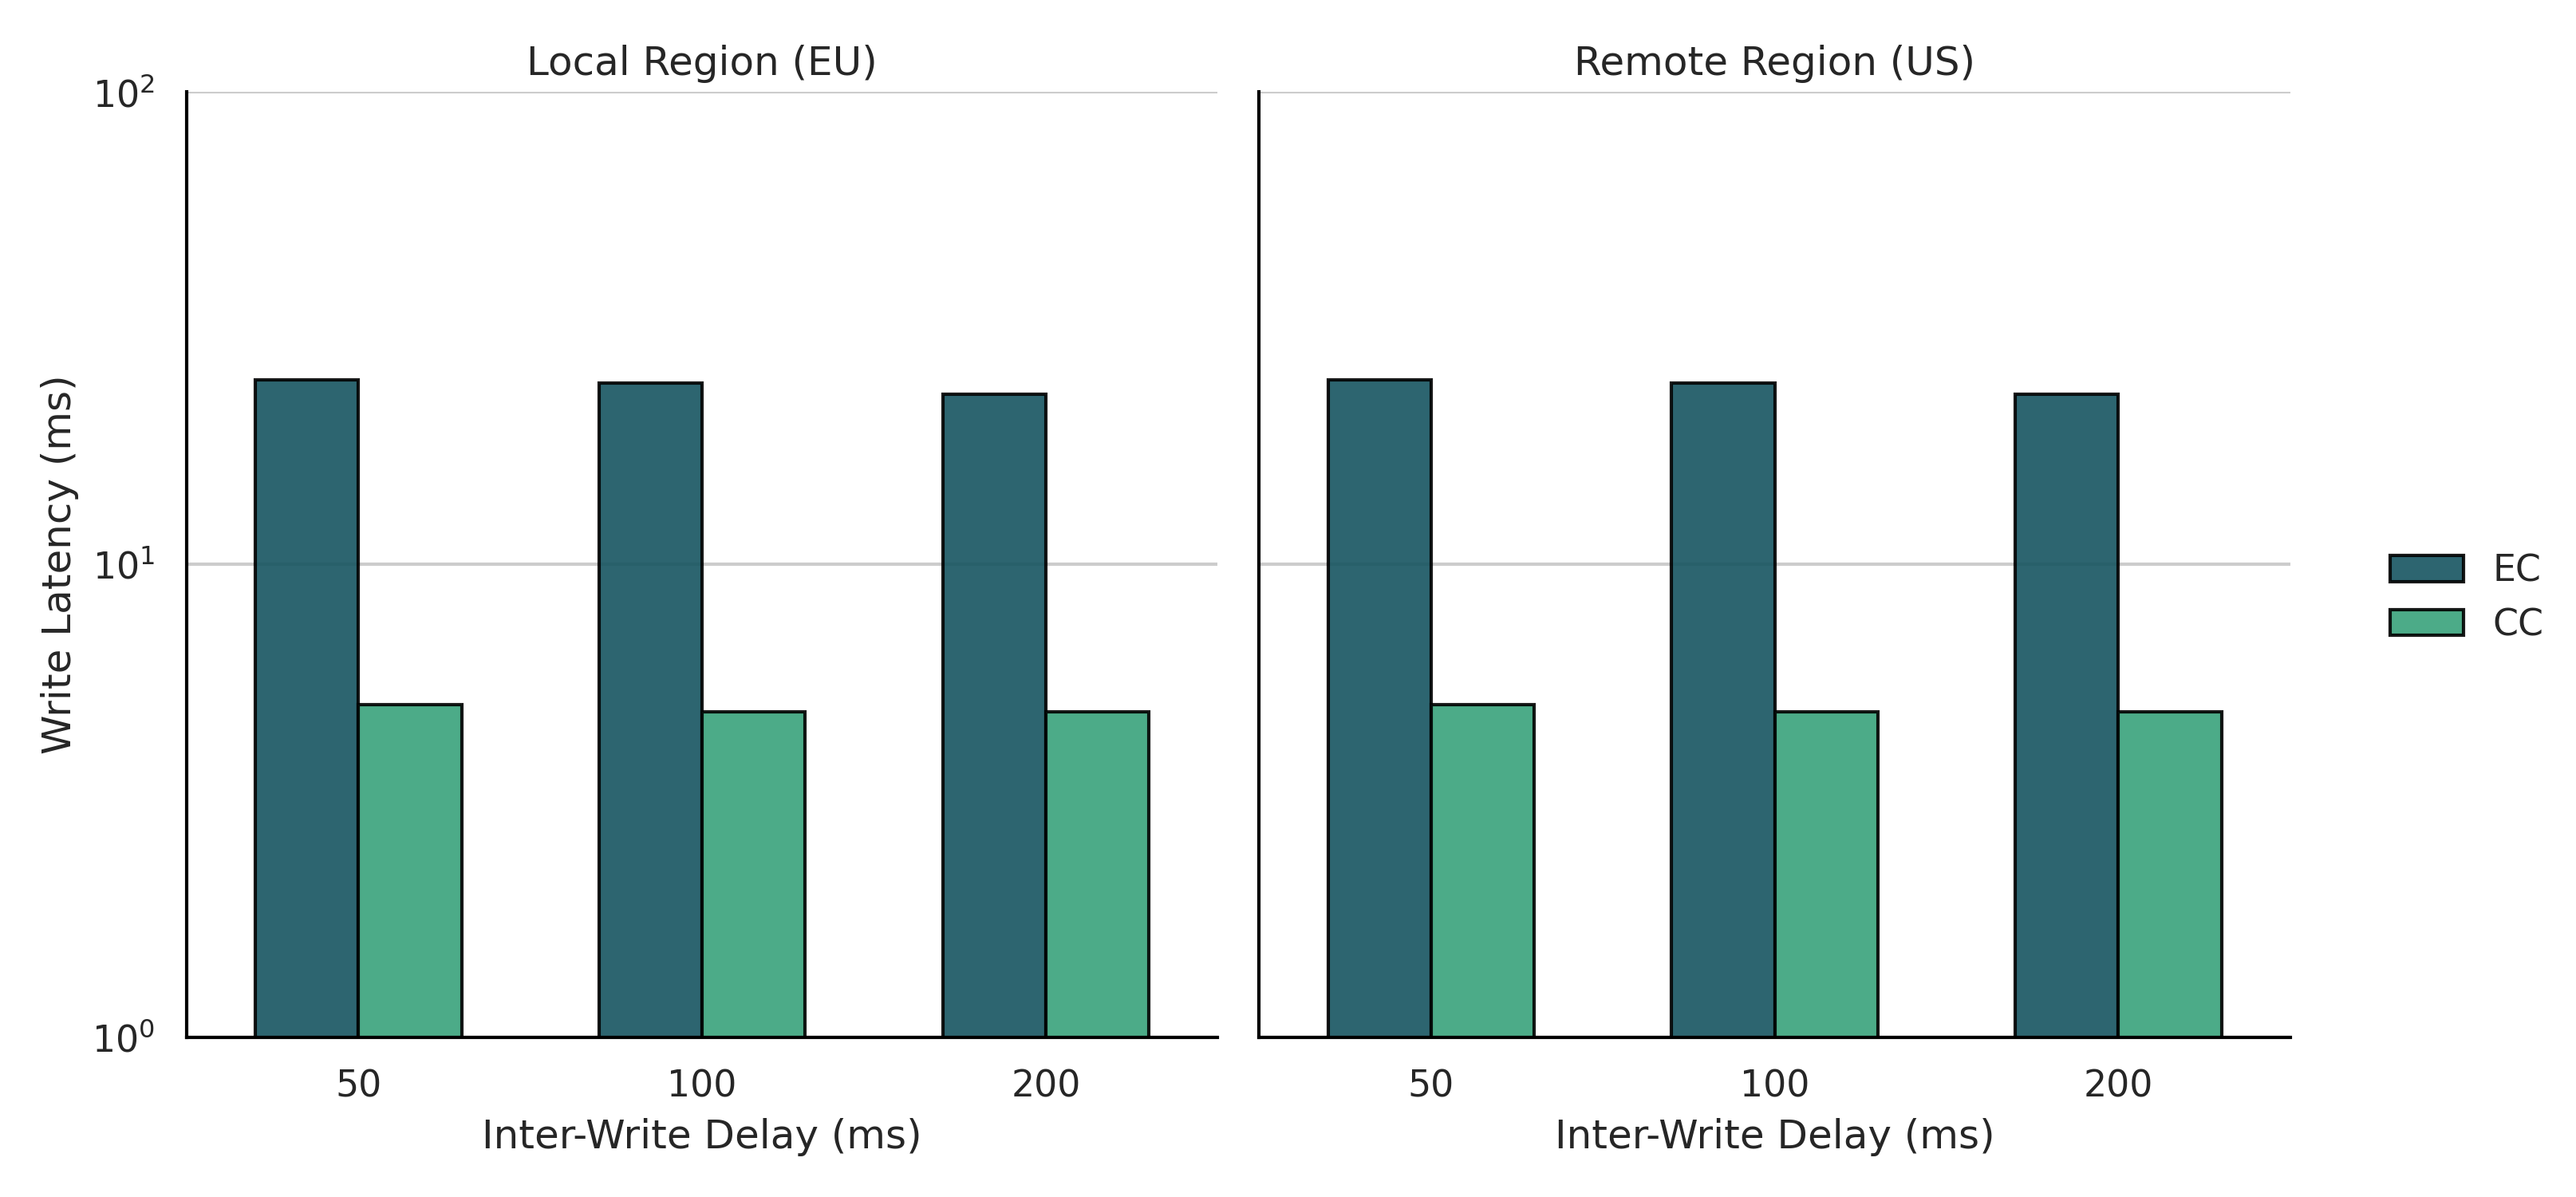 Local Region (EU)
Remote Region (US)
10²
10¹
10⁰
Write Latency (ms)
50 100 200
Inter-Write Delay (ms)
50 100 200
Inter-Write Delay (ms)
EC
CC